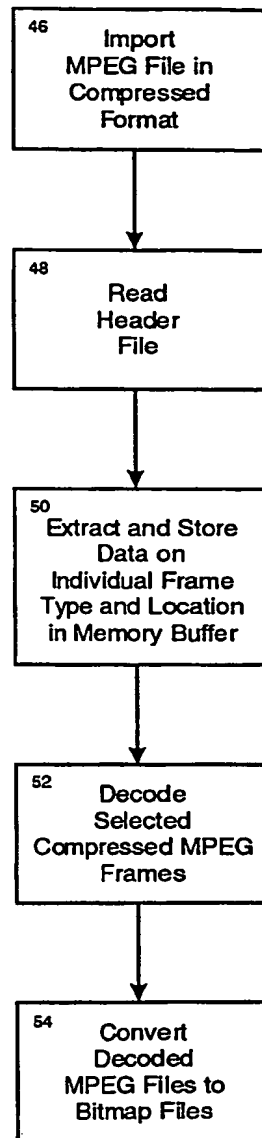 46
Import
MPEG File in
Compressed
Format
48
Read
Header
File
50
Extract and Store
Data on
Individual Frame
Type and Location
in Memory Buffer
52
Decode
Selected
Compressed MPEG
Frames
54
Convert
Decoded
MPEG Files to
Bitmap Files